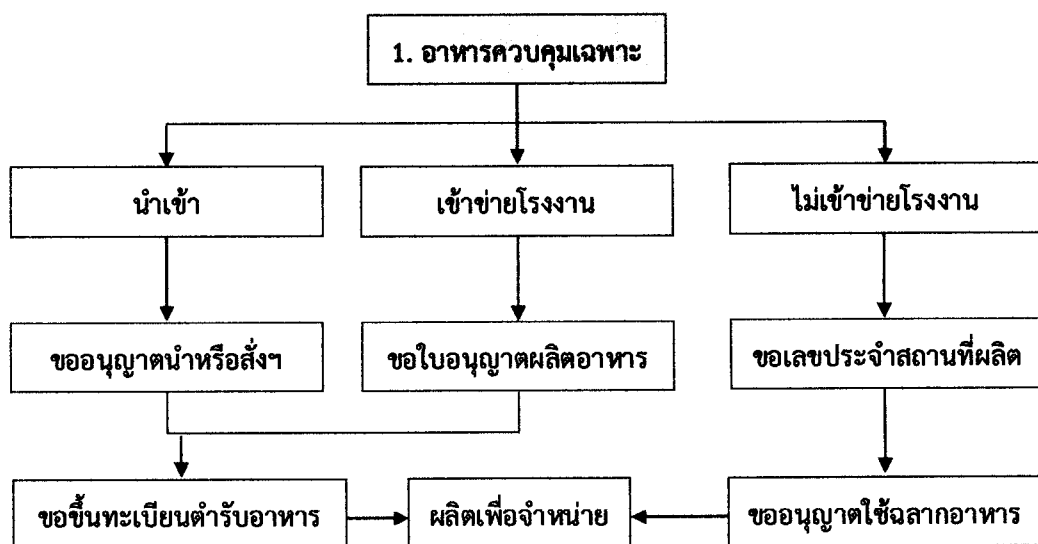 1. อาหารควบคุมเฉพาะ
นำเข้า
เข้าข่ายโรงงาน
ไม่เข้าข่ายโรงงาน
ขออนุญาตนำหรือสั่งฯ
ขอใบอนุญาตผลิตอาหาร
ขอเลขประจำสถานที่ผลิต
ขอขึ้นทะเบียนตำรับอาหาร
ผลิตเพื่อจำหน่าย
ขออนุญาตใช้ฉลากอาหาร